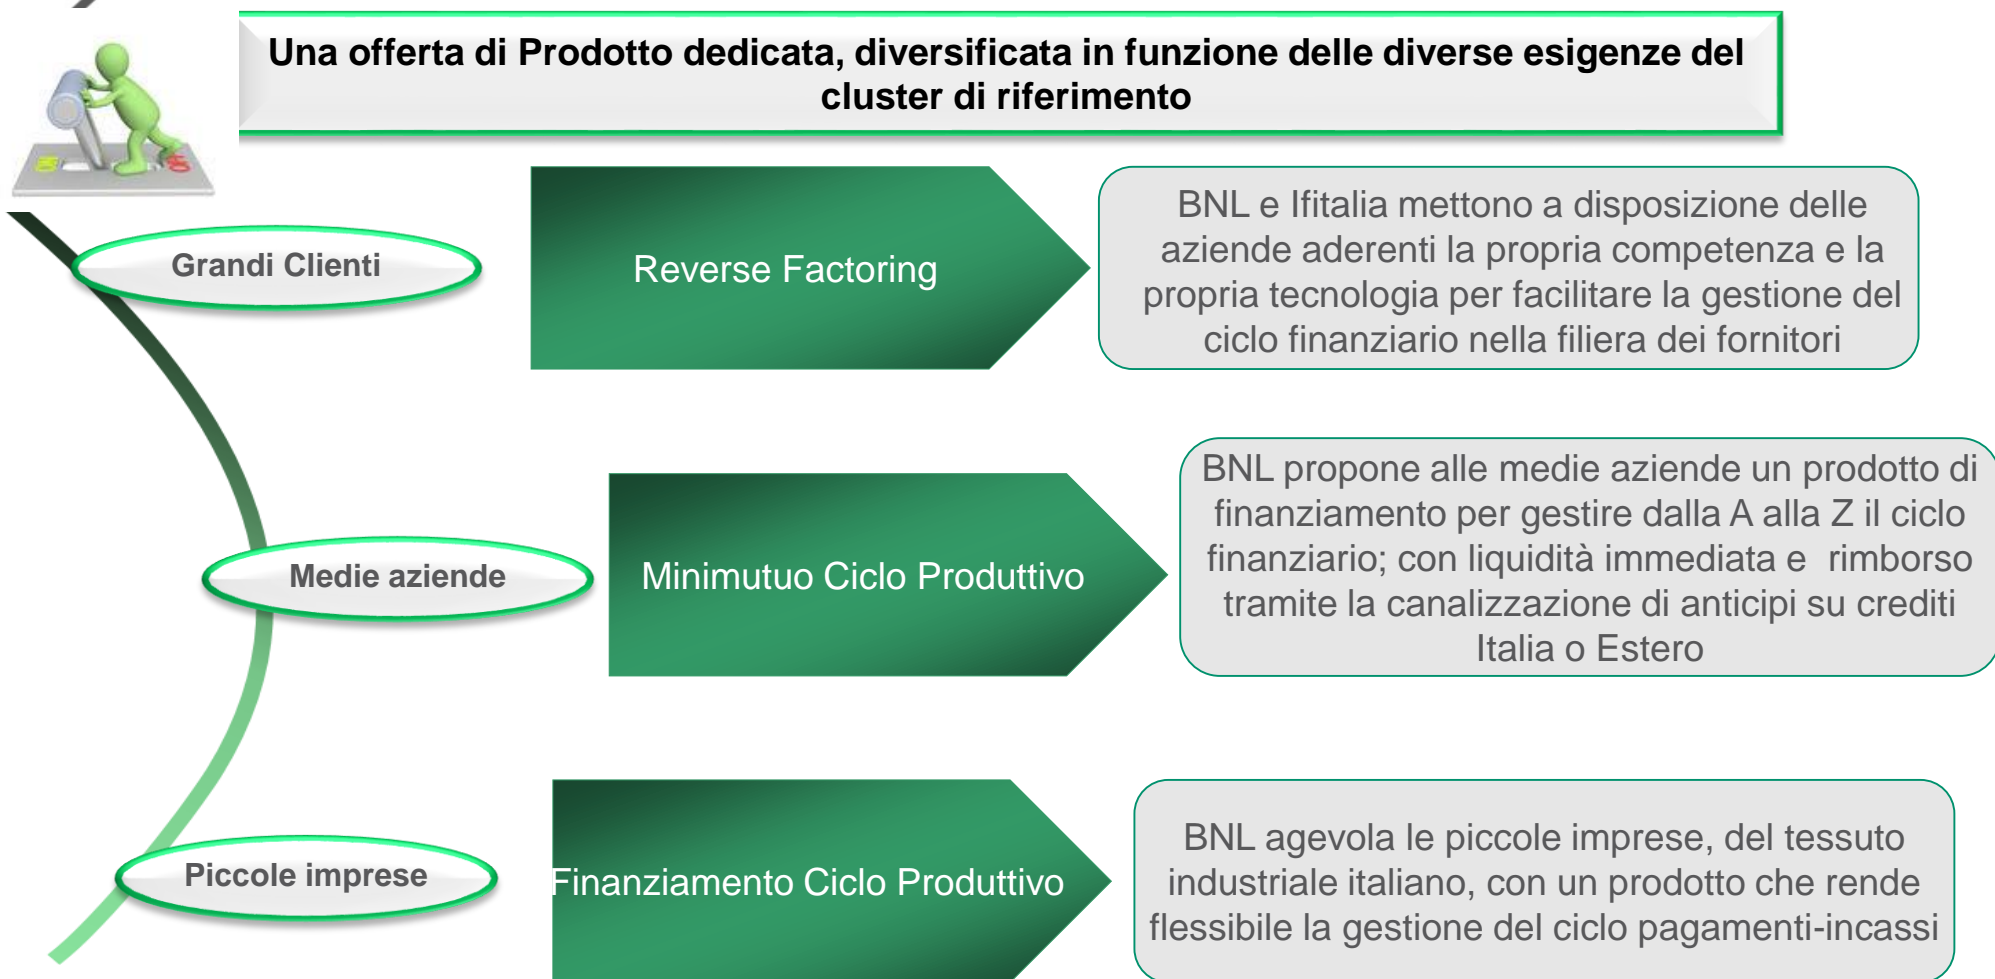 Una offerta di Prodotto dedicata, diversificata in funzione delle diverse esigenze del
cluster di riferimento
Grandi Clienti
Reverse Factoring
BNL e Ifitalia mettono a disposizione delle
aziende aderenti la propria competenza e la
propria tecnologia per facilitare la gestione del
ciclo finanziario nella filiera dei fornitori
Medie aziende
Minimutuo Ciclo Produttivo
BNL propone alle medie aziende un prodotto di
finanziamento per gestire dalla A alla Z il ciclo
finanziario; con liquidità immediata e  rimborso
tramite la canalizzazione di anticipi su crediti
Italia o Estero
Piccole imprese
Finanziamento Ciclo Produttivo
BNL agevola le piccole imprese, del tessuto
industriale italiano, con un prodotto che rende
flessibile la gestione del ciclo pagamenti-incassi